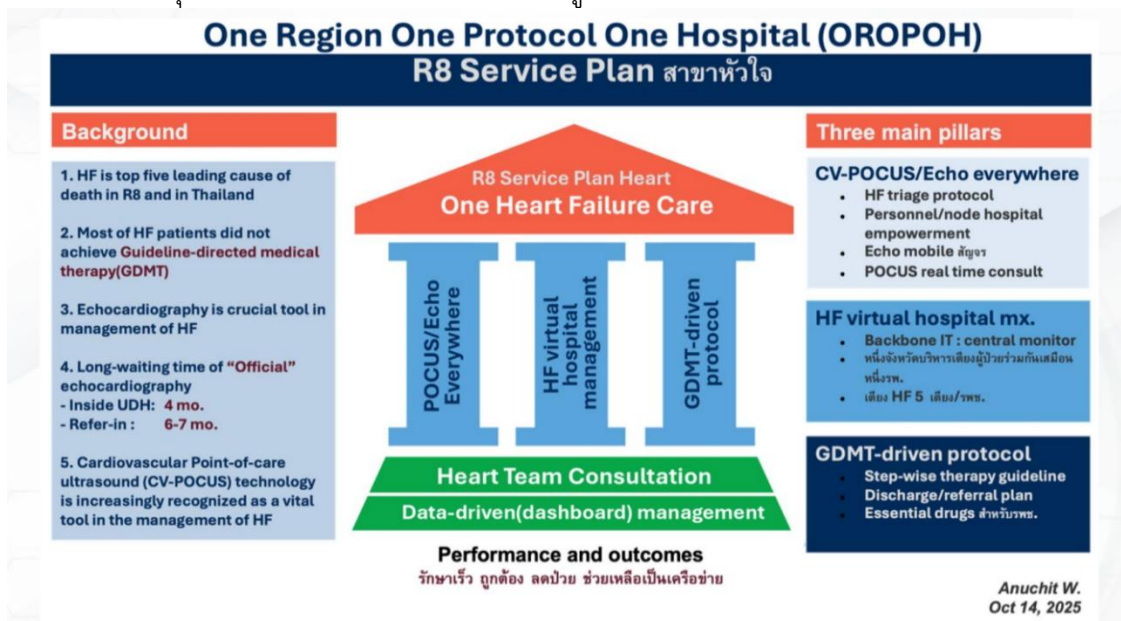 One Region One Protocol One Hospital (OROPOH)
R8 Service Plan สาขาหัวใจ
Background
1. HF is top five leading cause of
death in R8 and in Thailand
2. Most of HF patients did not
achieve Guideline-directed medical
therapy(GDMT)
3. Echocardiography is crucial tool in
management of HF
4. Long-waiting time of “Official”
echocardiography
- Inside UDH: 4 mo.
- Refer-in : 6-7 mo.
5. Cardiovascular Point-of-care
ultrasound (CV-POCUS) technology
is increasingly recognized as a vital
tool in the management of HF
R8 Service Plan Heart
One Heart Failure Care
POCUS/Echo
Everywhere
HF virtual
hospital
management
GDMT-driven
protocol
Heart Team Consultation
Data-driven(dashboard) management
Performance and outcomes
รักษาเร็ว ถูกต้อง ลดป่วย ช่วยเหลือเป็นเครือข่าย
Three main pillars
CV-POCUS/Echo everywhere
• HF triage protocol
• Personnel/node hospital
empowerment
• Echo mobile สัญจร
• POCUS real time consult
HF virtual hospital mx.
• Backbone IT : central monitor
• หนึ่งจังหวัดบริหารเตียงผู้ป่วยร่วมกันเสมือน
หนึ่งรพ.
• เตียง HF 5 เตียง/รพช.
GDMT-driven protocol
• Step-wise therapy guideline
• Discharge/referral plan
• Essential drugs สำหรับรพช.
Anuchit W.
Oct 14, 2025